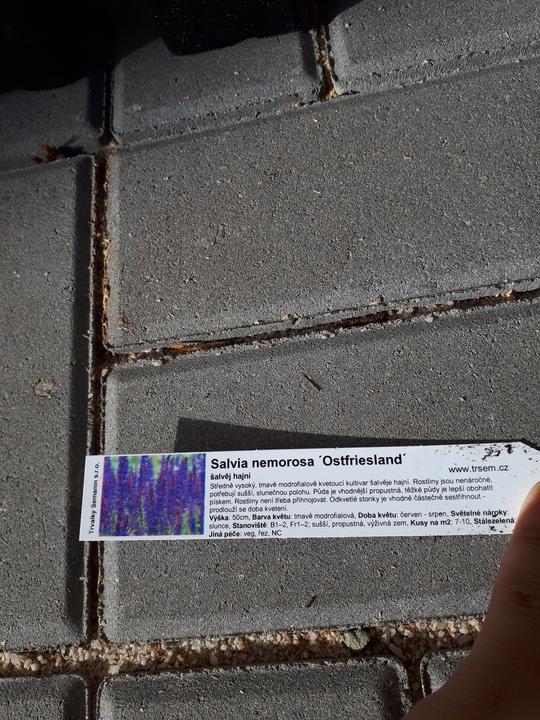 Trvalky Semanín s.r.o.
Salvia nemorosa ´Ostfriesland´
www.trsem.cz
šalvěj hajní
Středně vysoký, tmavě modrofialově kvetoucí kultivar šalvěje hajní. Rostliny jsou nenáročné,
potřebují sušší, slunečnou polohu. Půda je vhodnější propustná, těžké půdy je lepší obohatit
pískem. Rostliny není třeba přihnojovat. Odkvetlé stonky je vhodné částečně sestřihnout -
prodlouží se doba kvetení.
Výška: 50cm, Barva květu: tmavě modrofialová, Doba květu: červen - srpen, Světelné nároky:
slunce, Stanoviště: B1–2, Fr1–2; sušší, propustná, výživná zem, Kusy na m2: 7-10, Stálezelená:
Jiná péče: veg, řez, NC